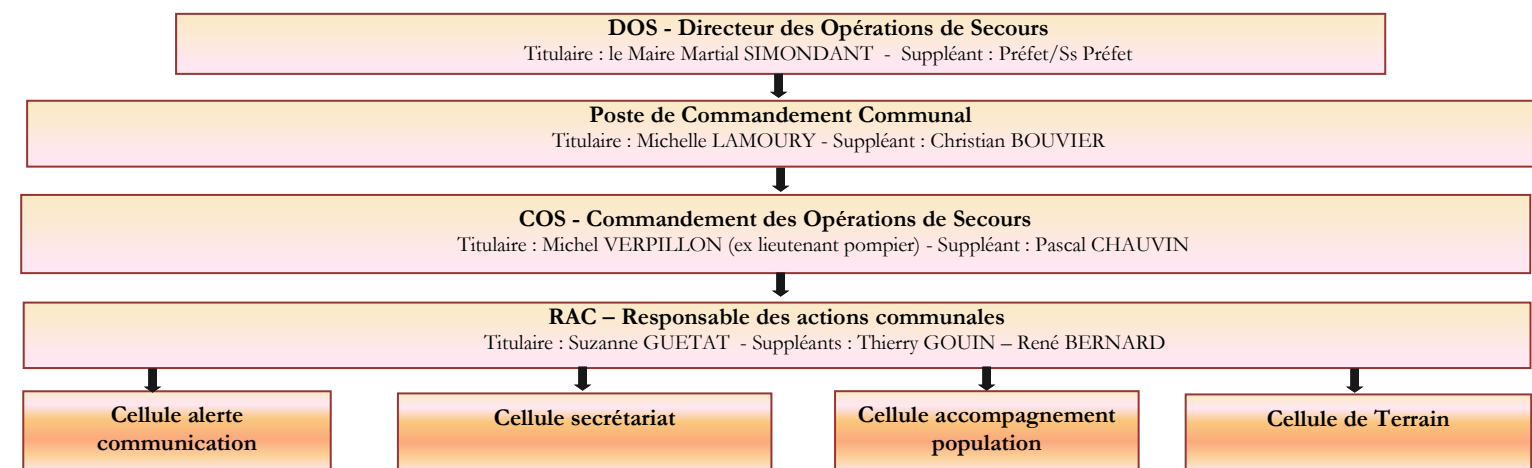 DOS - Directeur des Opérations de Secours
Titulaire : le Maire Martial SIMONDANT - Suppléant : Préfet/Ss Préfet
Poste de Commandement Communal
Titulaire : Michelle LAMOURY - Suppléant : Christian BOUVIER
COS - Commandement des Opérations de Secours
Titulaire : Michel VERPILLON (ex lieutenant pompier) - Suppléant : Pascal CHAUVIN
RAC – Responsable des actions communales
Titulaire : Suzanne GUETAT - Suppléants : Thierry GOUIN – René BERNARD
Cellule alerte
communication
Cellule secrétariat
Cellule accompagnement
population
Cellule de Terrain